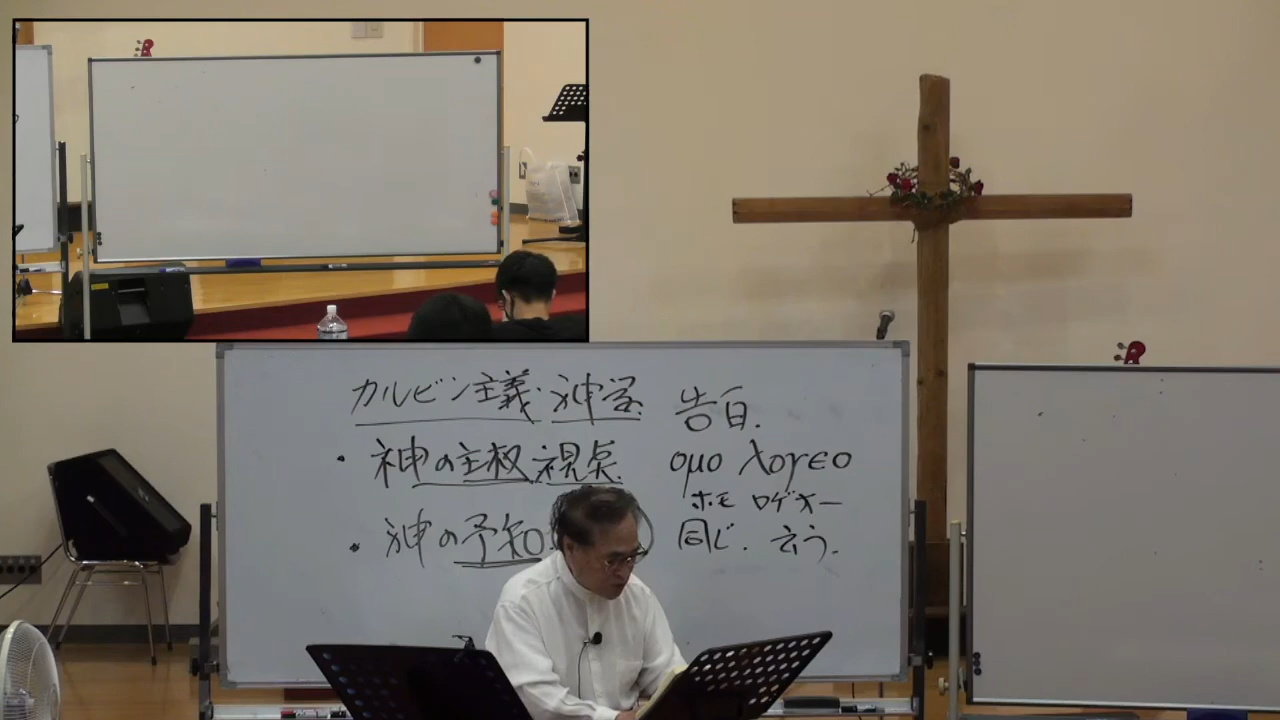 カルビン主義・神学
・神の主权視点
・神の予知
告白.
ομο λογεο
ホモ ロゲオー
同じ. 言う.